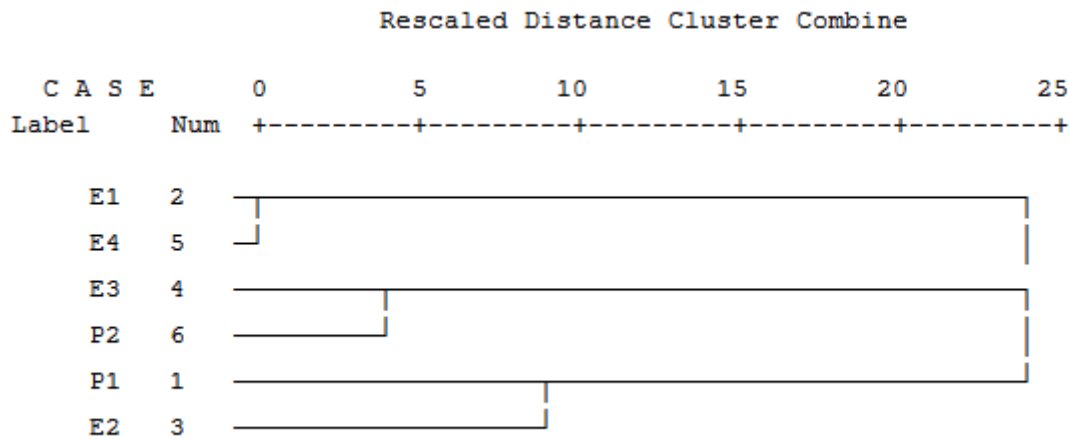 Rescaled Distance Cluster Combine
C A S E 0 5 10 15 20 25
Label Num +---------+---------+---------+---------+---------+
E1 2
E4 5
E3 4
P2 6
P1 1
E2 3